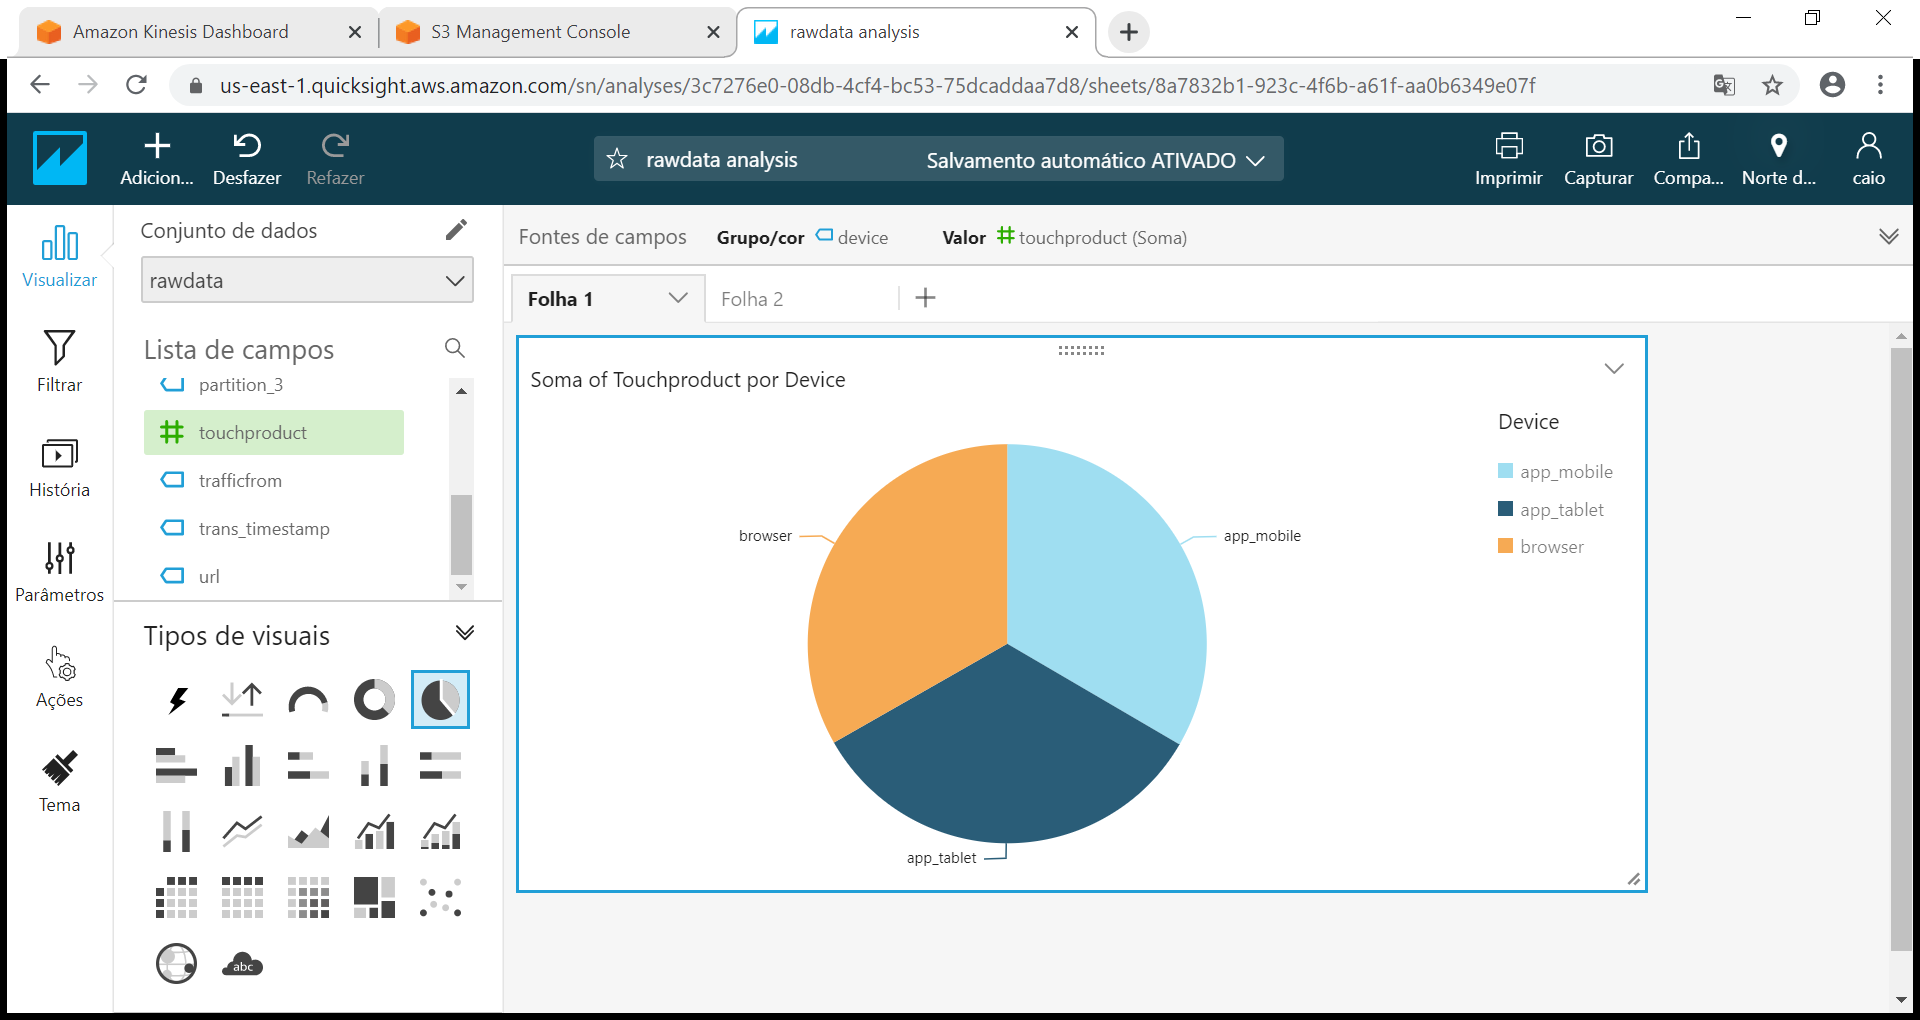 Amazon Kinesis Dashboard
S3 Management Console
rawdata analysis
us-east-1.quicksight.aws.amazon.com/sn/analyses/3c7276e0-08db-4cf4-bc53-75dcaddaa7d8/sheets/8a7832b1-923c-4f6b-a61f-aa0b6349e07f
Adicion...
Desfazer
Refazer
rawdata analysis
Salvamento automático ATIVADO
Imprimir
Capturar
Compa...
Norte d...
caio
Visualizar
Filtrar
História
Parâmetros
Ações
Tema
Conjunto de dados
rawdata
Lista de campos
partition_3
touchproduct
trafficfrom
trans_timestamp
url
Tipos de visuais
abc
Fontes de campos
Grupo/cor device
Valor touchproduct (Soma)
Folha 1
Folha 2
Soma of Touchproduct por Device
browser
app_mobile
app_tablet
Device
app_mobile
app_tablet
browser